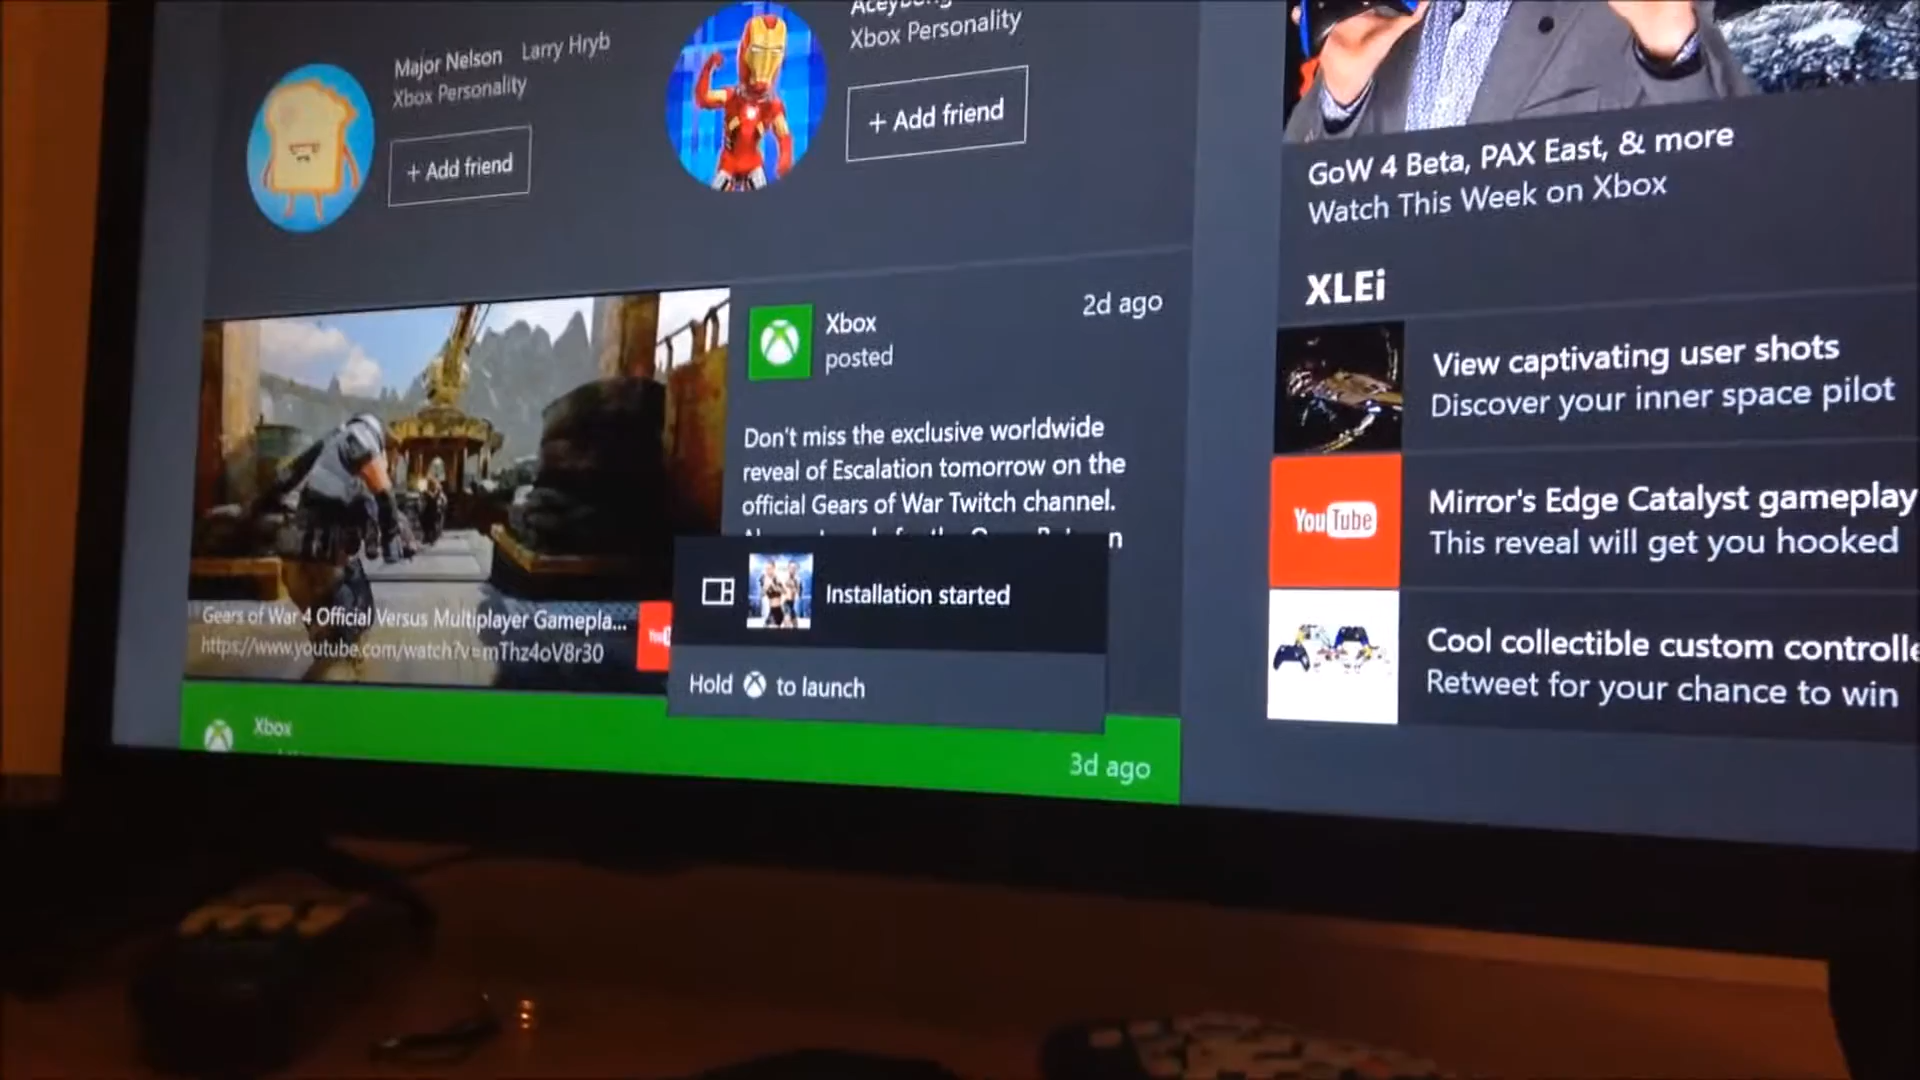 Major Nelson Larry Hryb
Xbox Personality
+ Add friend
Xbox Personality
+ Add friend
GoW 4 Beta, PAX East, & more
Watch This Week on Xbox
XLEi
View captivating user shots
Discover your inner space pilot
YouTube
Mirror's Edge Catalyst gameplay
This reveal will get you hooked
Cool collectible custom controlle
Retweet for your chance to win
Xbox
posted
2d ago
Don't miss the exclusive worldwide
reveal of Escalation tomorrow on the
official Gears of War Twitch channel.
Gears of War 4 Official Versus Multiplayer Gamepla...
https://www.youtube.com/watch?v=mThz4oV8r30
You
Installation started
Hold to launch
Xbox
3d ago